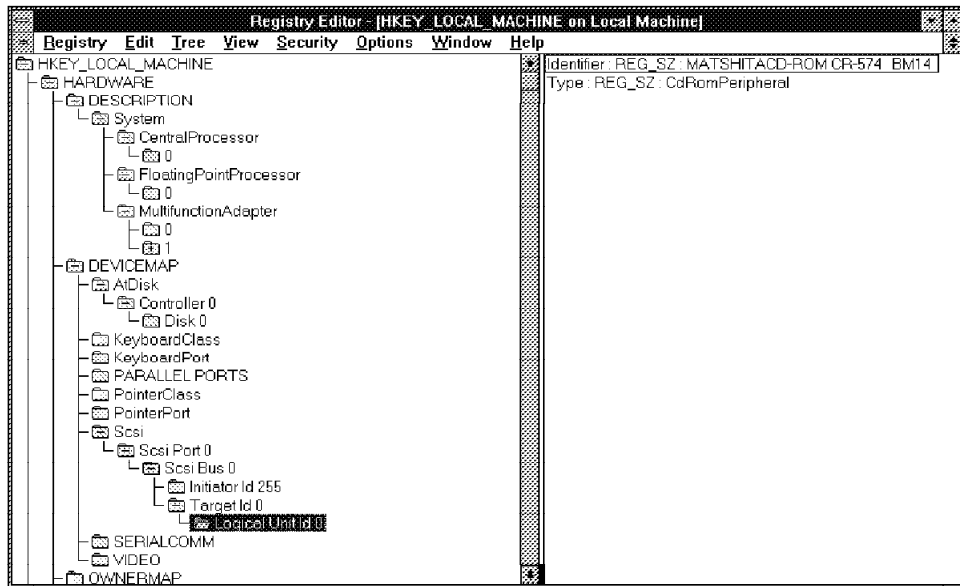 Registry Editor - [HKEY_LOCAL_MACHINE on Local Machine]
Registry Edit Tree View Security Options Window Help
HKEY_LOCAL_MACHINE
HARDWARE
DESCRIPTION
System
CentralProcessor
0
FloatingPointProcessor
0
MultifunctionAdapter
0
1
DEVICEMAP
AtDisk
Controller 0
Disk 0
KeyboardClass
KeyboardPort
PARALLEL PORTS
PointerClass
PointerPort
Scsi
Scsi Port 0
Scsi Bus 0
Initiator Id 255
Target Id 0
Logical Unit Id 0
SERIALCOMM
VIDEO
OWNERMAP
Identifier : REG_SZ : MATSHITACD-ROM CR-574 BM14
Type : REG_SZ : CdRomPeripheral